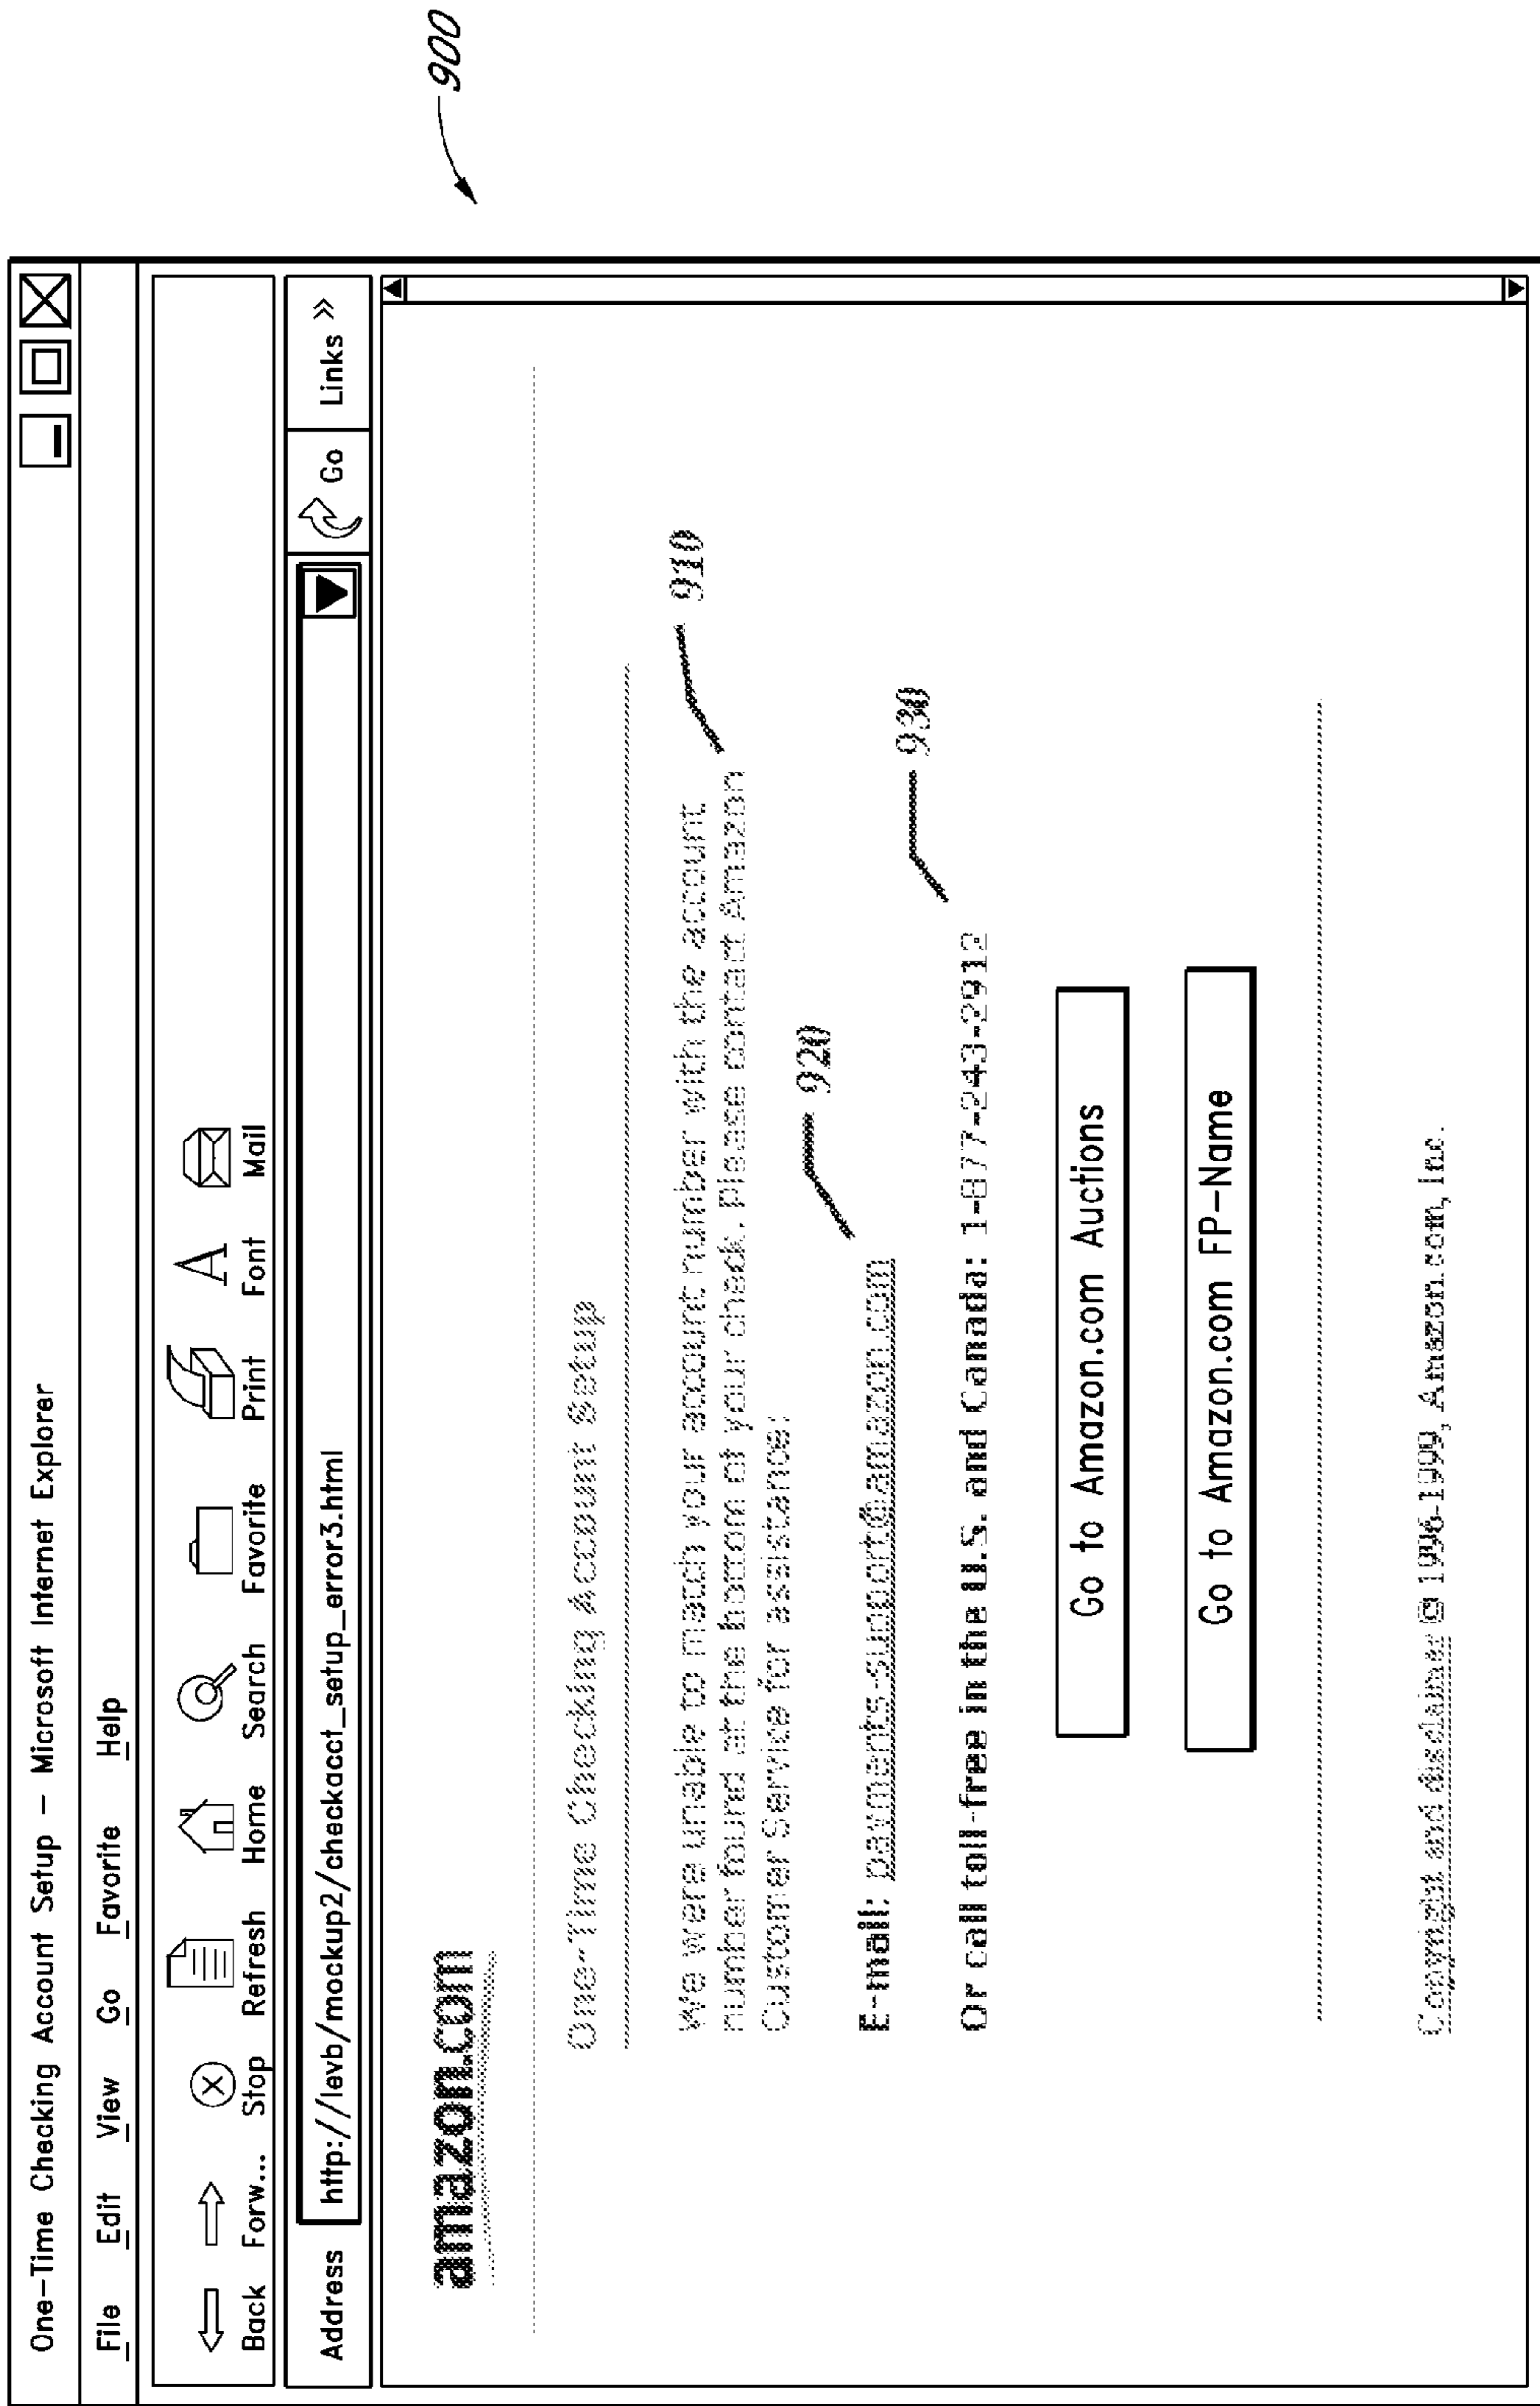 One-Time Checking Account Setup - Microsoft Internet Explorer
File Edit View Go Favorite Help
Back Forw... Stop Refresh Home Search Favorite Print Font Mail
Address http://levb/mockup2/checkacct_setup_error3.html Go Links »
900
amazon.com
One-Time Checking Account Setup
910
We were unable to match your account number with the account
number found at the bottom of your check. Please contact Amazon
Customer Service for assistance:
920
E-mail: payments-support@amazon.com
930
Or call toll-free in the U.S. and Canada: 1-877-243-2912
Go to Amazon.com Auctions
Go to Amazon.com FP-Name
Copyright and disclaimer © 1996-1999, Amazon.com, Inc.